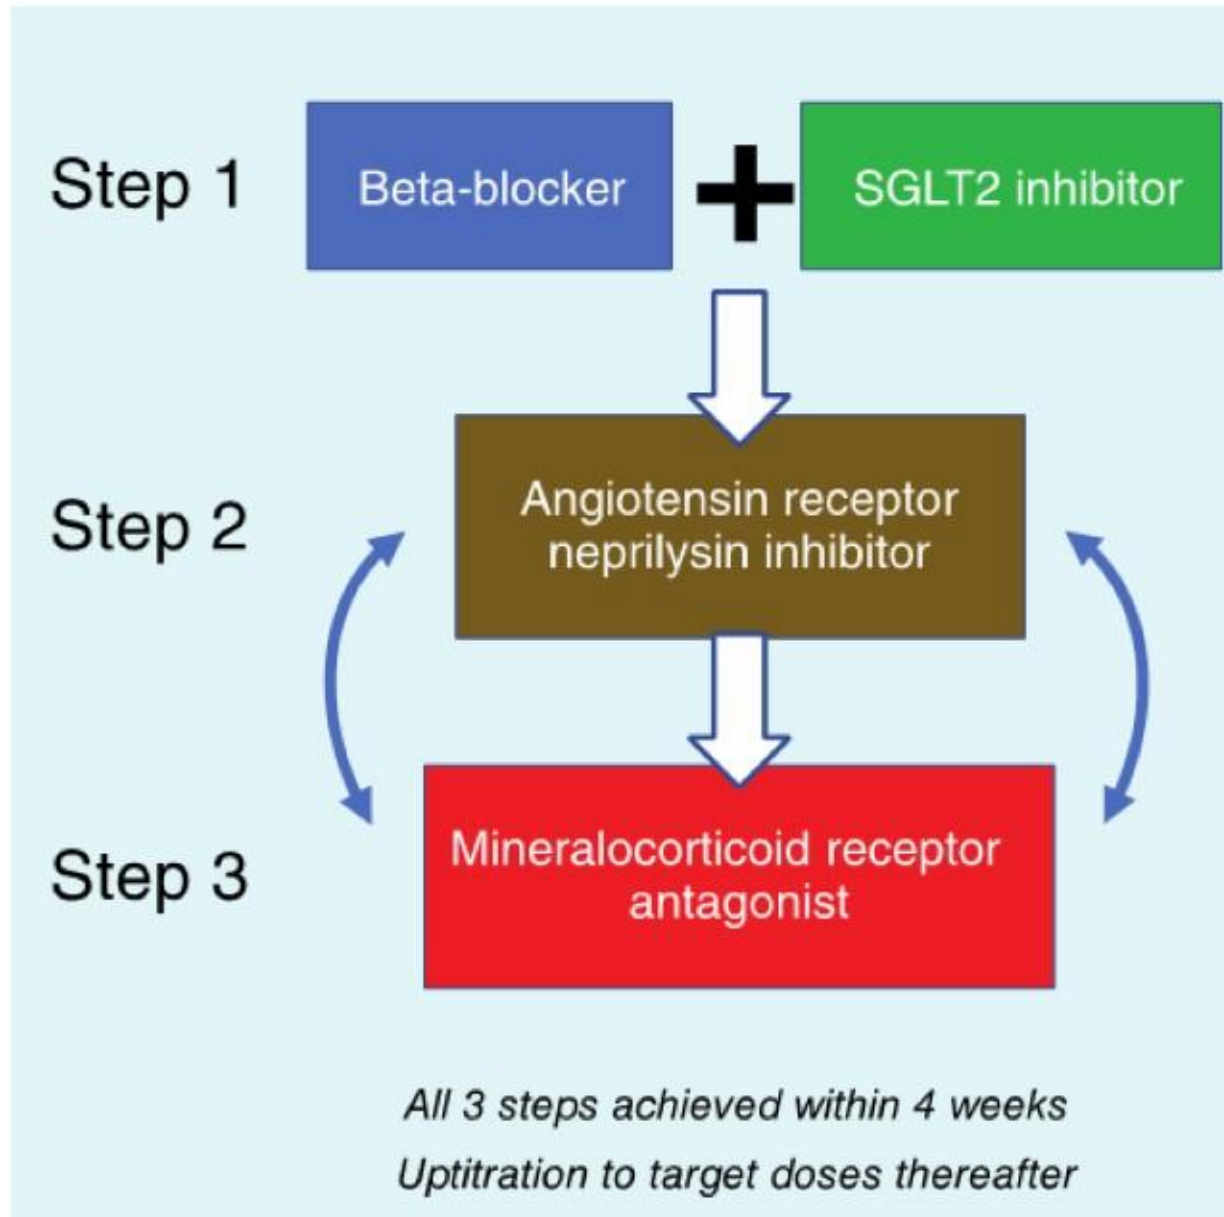 Step 1
Beta-blocker
SGLT2 inhibitor
Step 2
Angiotensin receptor
neprilysin inhibitor
Step 3
Mineralocorticoid receptor
antagonist
All 3 steps achieved within 4 weeks
Uptitration to target doses thereafter